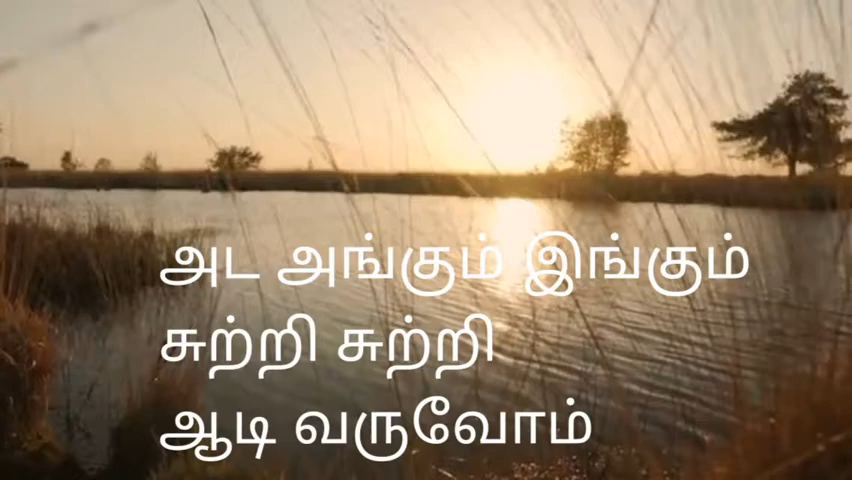 அட அங்கும் இங்கும்
சுற்றி சுற்றி
ஆடி வருவோம்